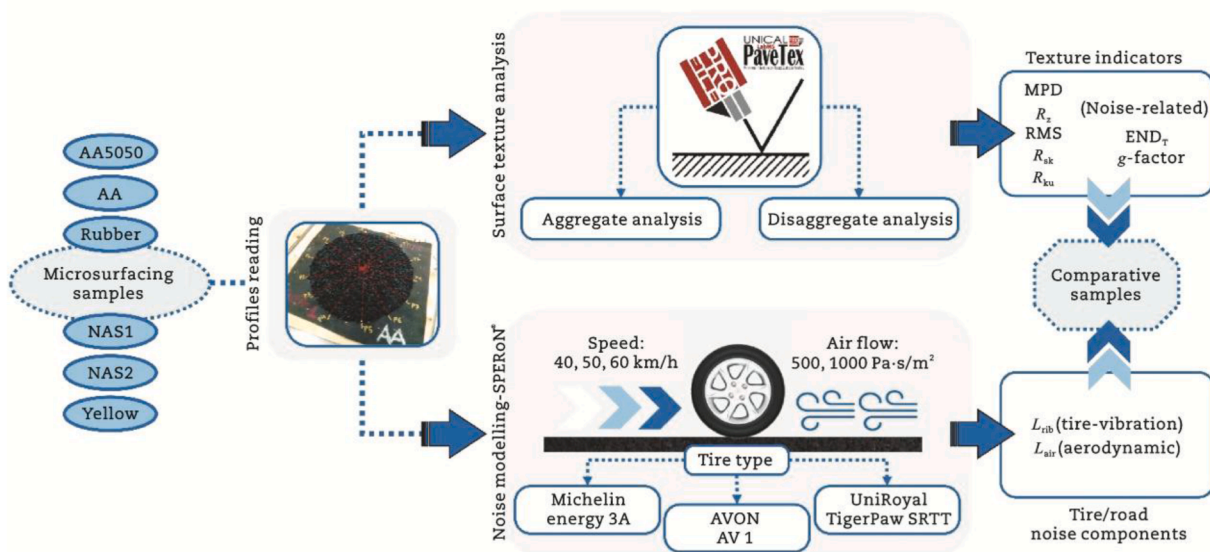 AA5050
AA
Rubber
Microsurfacing
samples
NAS1
NAS2
Yellow
Profiles reading
AA
Surface texture analysis
UNICAL
PaveTex
Aggregate analysis
Disaggregate analysis
Noise modelling-SPERoN
Speed:
40, 50, 60 km/h
Air flow:
500, 1000 Pa·s/m²
Tire type
Michelin
energy 3A
AVON
AV 1
UniRoyal
TigerPaw SRTT
Texture indicators
MPD
Rz
RMS
Rsk
Rku
(Noise-related)
ENDT
g-factor
Comparative
samples
Lrib (tire-vibration)
Lair (aerodynamic)
Tire/road
noise components